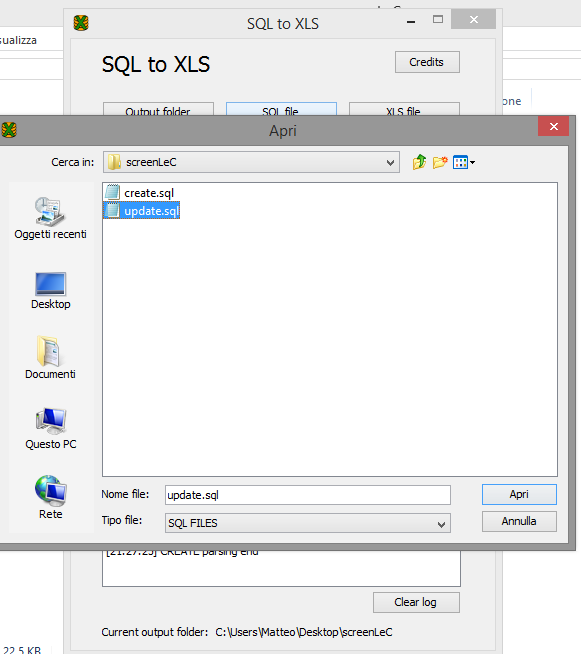 SQL to XLS
sualizza
SQL to XLS
Credits
one
Output folder
SQL file
XLS file
Apri
Cerca in:
screenLeC
create.sql
update.sql
Oggetti recenti
Desktop
Documenti
Questo PC
Rete
Nome file:
update.sql
Apri
Tipo file:
SQL FILES
Annulla
[21:27:25] CREATE parsing end
Clear log
Current output folder: C:\Users\Matteo\Desktop\screenLeC
22,5 KB